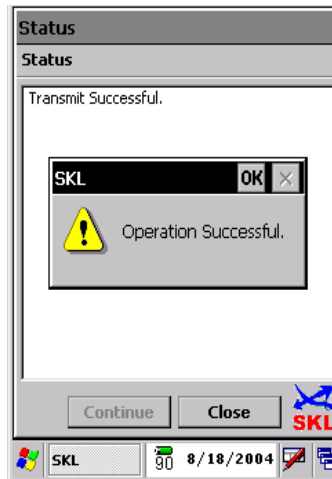 Status
Status
Transmit Successful.
SKL OK
Operation Successful.
Continue Close
SKL
SKL 90 8/18/2004